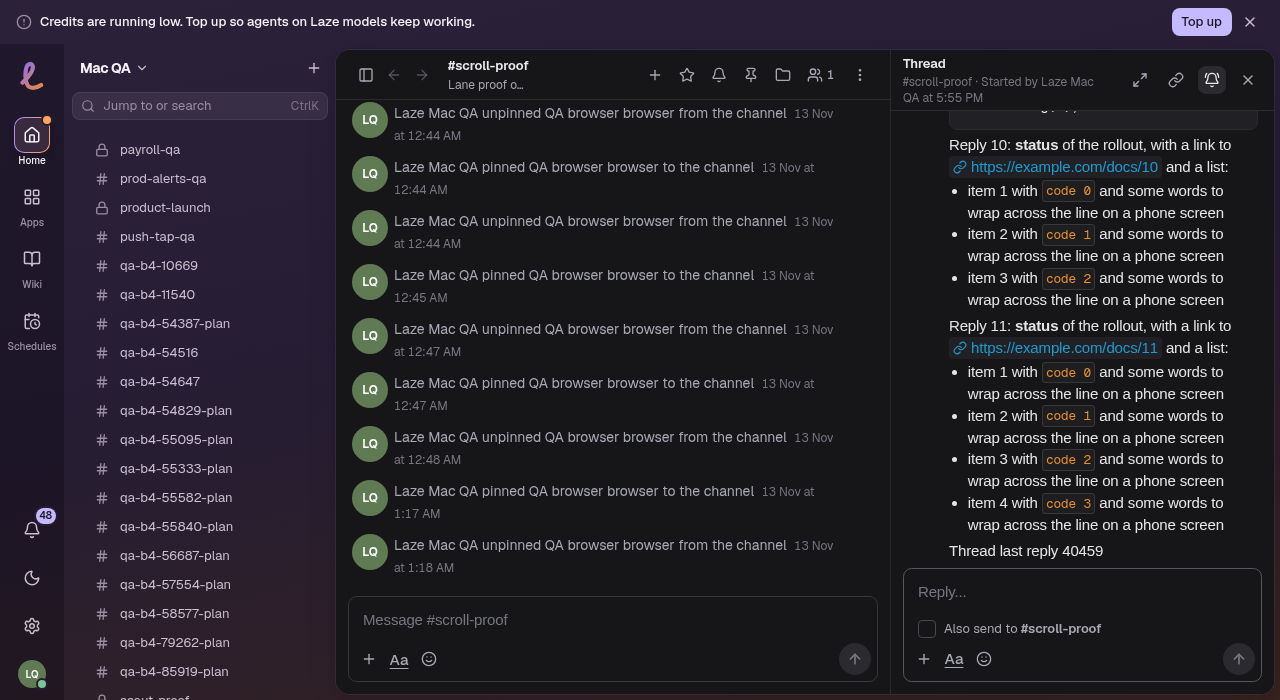 Credits are running low. Top up so agents on Laze models keep working.
Top up
Mac QA
Jump to or search
CtrlK
Home
Apps
Wiki
Schedules
48
LQ
payroll-qa
prod-alerts-qa
product-launch
push-tap-qa
qa-b4-10669
qa-b4-11540
qa-b4-54387-plan
qa-b4-54516
qa-b4-54647
qa-b4-54829-plan
qa-b4-55095-plan
qa-b4-55333-plan
qa-b4-55582-plan
qa-b4-55840-plan
qa-b4-56687-plan
qa-b4-57554-plan
qa-b4-58577-plan
qa-b4-79262-plan
qa-b4-85919-plan
#scroll-proof
Lane proof o…
1
LQ
Laze Mac QA unpinned QA browser browser from the channel 13 Nov
at 12:44 AM
LQ
Laze Mac QA pinned QA browser browser to the channel 13 Nov at
12:44 AM
LQ
Laze Mac QA unpinned QA browser browser from the channel 13 Nov
at 12:44 AM
LQ
Laze Mac QA pinned QA browser browser to the channel 13 Nov at
12:45 AM
LQ
Laze Mac QA unpinned QA browser browser from the channel 13 Nov
at 12:47 AM
LQ
Laze Mac QA pinned QA browser browser to the channel 13 Nov at
12:47 AM
LQ
Laze Mac QA unpinned QA browser browser from the channel 13 Nov
at 12:48 AM
LQ
Laze Mac QA pinned QA browser browser to the channel 13 Nov at
1:17 AM
LQ
Laze Mac QA unpinned QA browser browser from the channel 13 Nov
at 1:18 AM
Message #scroll-proof
Aa
Thread
#scroll-proof · Started by Laze Mac
QA at 5:55 PM
Reply 10: status of the rollout, with a link to
https://example.com/docs/10 and a list:
• item 1 with code 0 and some words to
wrap across the line on a phone screen
• item 2 with code 1 and some words to
wrap across the line on a phone screen
• item 3 with code 2 and some words to
wrap across the line on a phone screen
Reply 11: status of the rollout, with a link to
https://example.com/docs/11 and a list:
• item 1 with code 0 and some words to
wrap across the line on a phone screen
• item 2 with code 1 and some words to
wrap across the line on a phone screen
• item 3 with code 2 and some words to
wrap across the line on a phone screen
• item 4 with code 3 and some words to
wrap across the line on a phone screen
Thread last reply 40459
Reply...
Also send to #scroll-proof
Aa